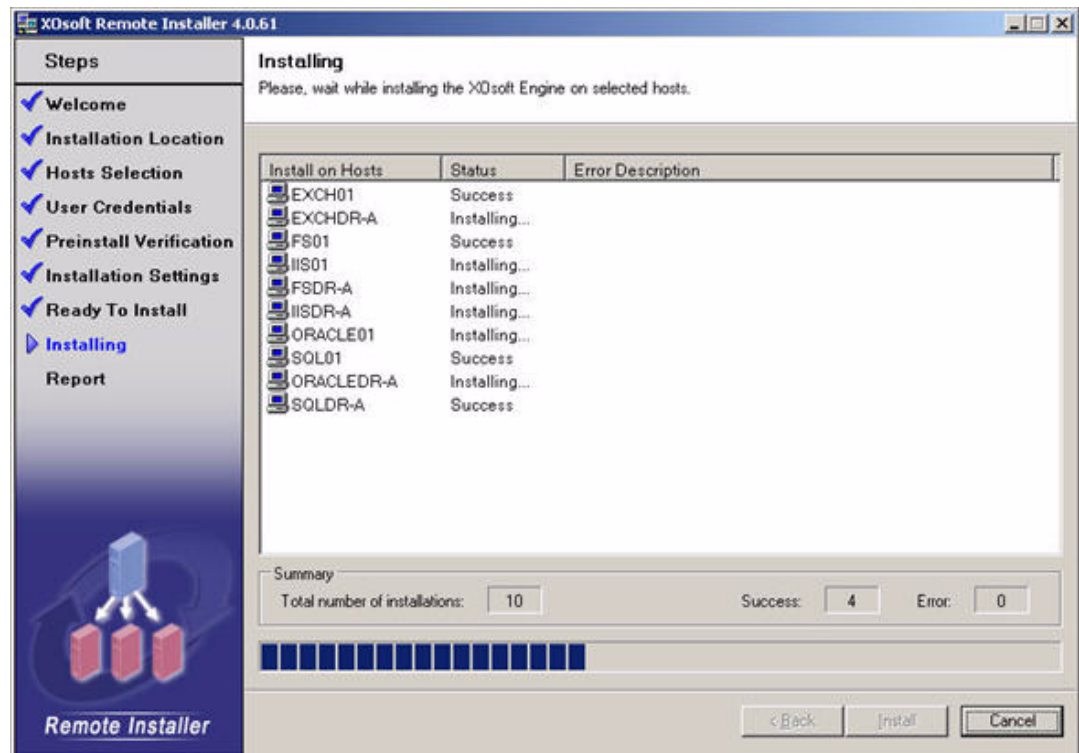 XOsoft Remote Installer 4.0.61
Steps
Welcome
Installation Location
Hosts Selection
User Credentials
Preinstall Verification
Installation Settings
Ready To Install
Installing
Report
Remote Installer
Installing
Please, wait while installing the XOsoft Engine on selected hosts.
Install on Hosts Status Error Description
EXCH01 Success
EXCHDR-A Installing...
FS01 Success
IIS01 Installing...
FSDR-A Installing...
IISDR-A Installing...
ORACLE01 Installing...
SQL01 Success
ORACLEDR-A Installing...
SQLDR-A Success
Summary
Total number of installations: 10 Success: 4 Error: 0
< Back Install Cancel